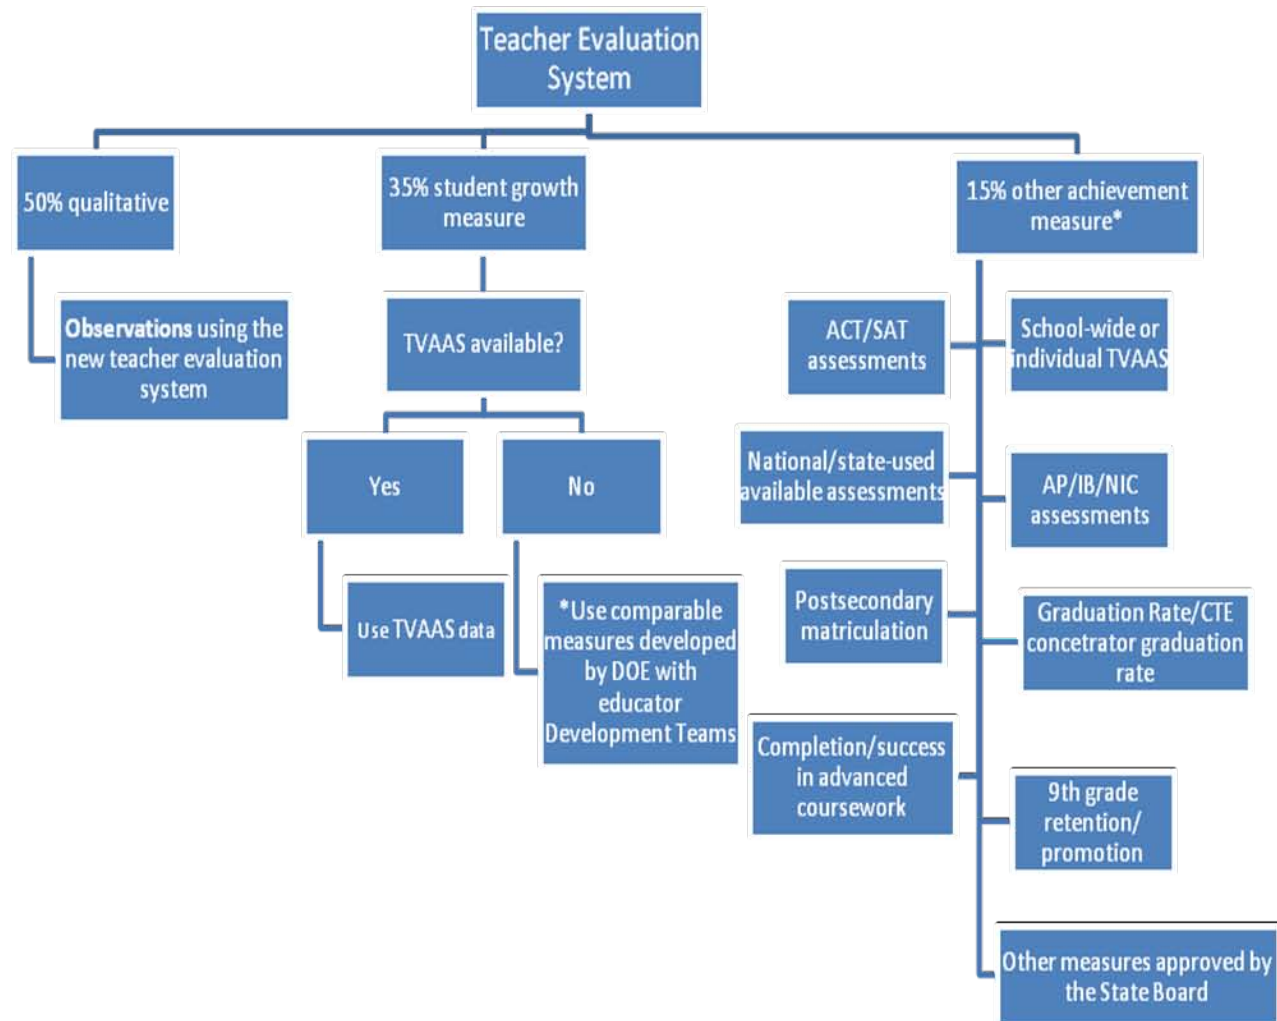 Teacher Evaluation
System
50% qualitative
35% student growth
measure
15% other achievement
measure*
Observations using the
new teacher evaluation
system
TVAAS available?
Yes
No
Use TVAAS data
*Use comparable
measures developed
by DOE with
educator
Development Teams
ACT/SAT
assessments
School-wide or
individual TVAAS
National/state-used
available assessments
AP/IB/NIC
assessments
Postsecondary
matriculation
Graduation Rate/CTE
concetrator graduation
rate
Completion/success
in advanced
coursework
9th grade
retention/
promotion
Other measures approved by
the State Board